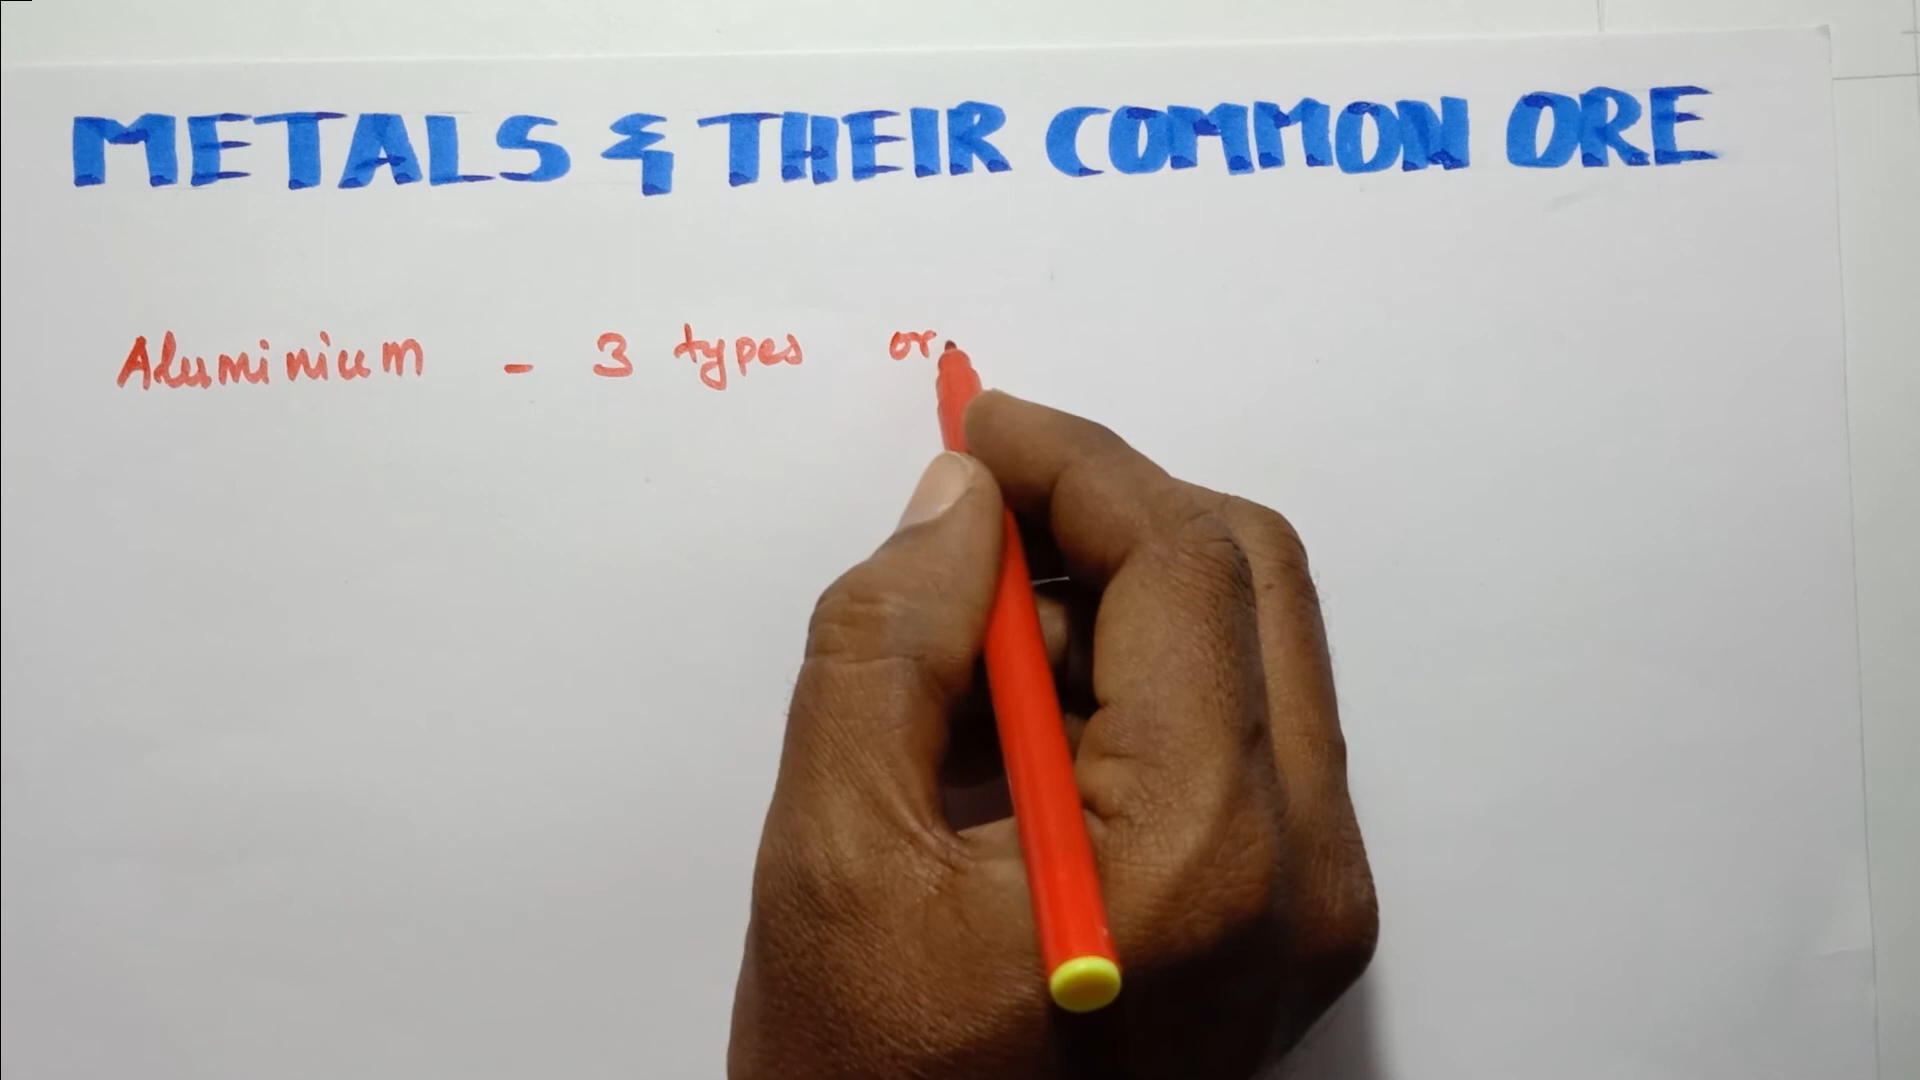 METALS & THEIR COMMON ORE
Aluminium - 3 types or